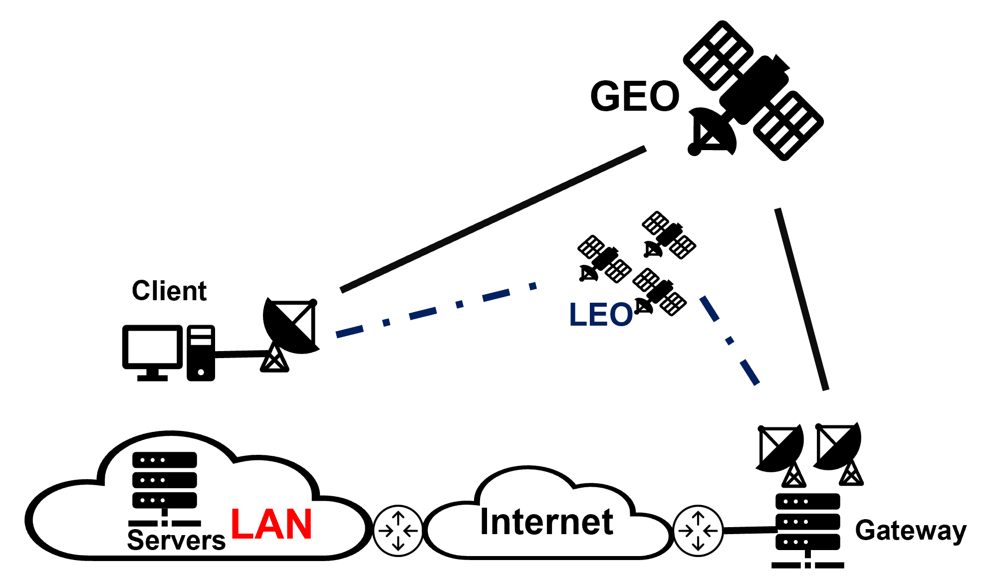 GEO
Client
LEO
Servers
LAN
Internet
Gateway